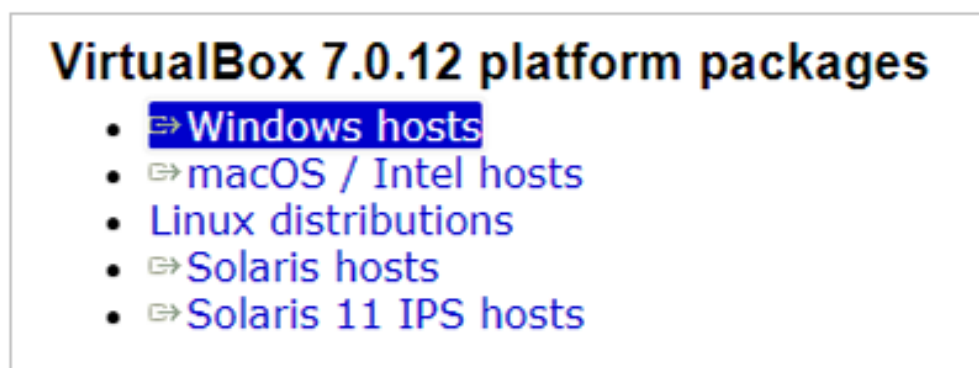 VirtualBox 7.0.12 platform packages
Windows hosts
macOS / Intel hosts
Linux distributions
Solaris hosts
Solaris 11 IPS hosts